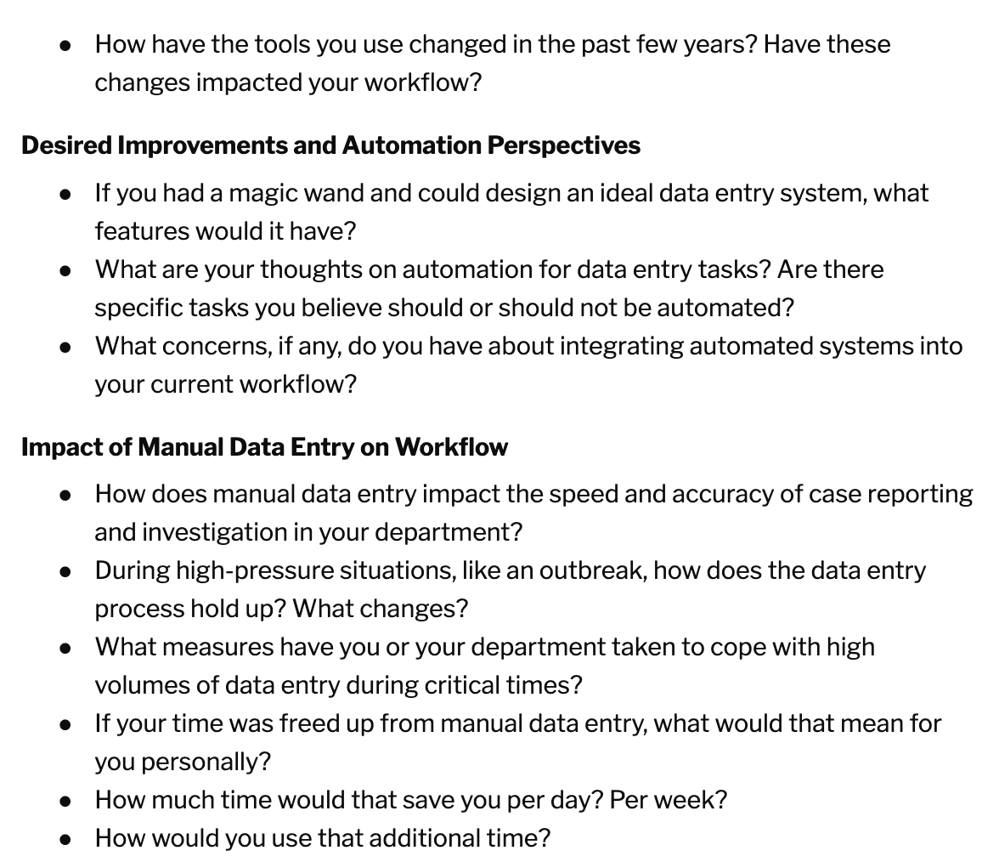 ● How have the tools you use changed in the past few years? Have these
changes impacted your workflow?
Desired Improvements and Automation Perspectives
● If you had a magic wand and could design an ideal data entry system, what
features would it have?
● What are your thoughts on automation for data entry tasks? Are there
specific tasks you believe should or should not be automated?
● What concerns, if any, do you have about integrating automated systems into
your current workflow?
Impact of Manual Data Entry on Workflow
● How does manual data entry impact the speed and accuracy of case reporting
and investigation in your department?
● During high-pressure situations, like an outbreak, how does the data entry
process hold up? What changes?
● What measures have you or your department taken to cope with high
volumes of data entry during critical times?
● If your time was freed up from manual data entry, what would that mean for
you personally?
● How much time would that save you per day? Per week?
● How would you use that additional time?